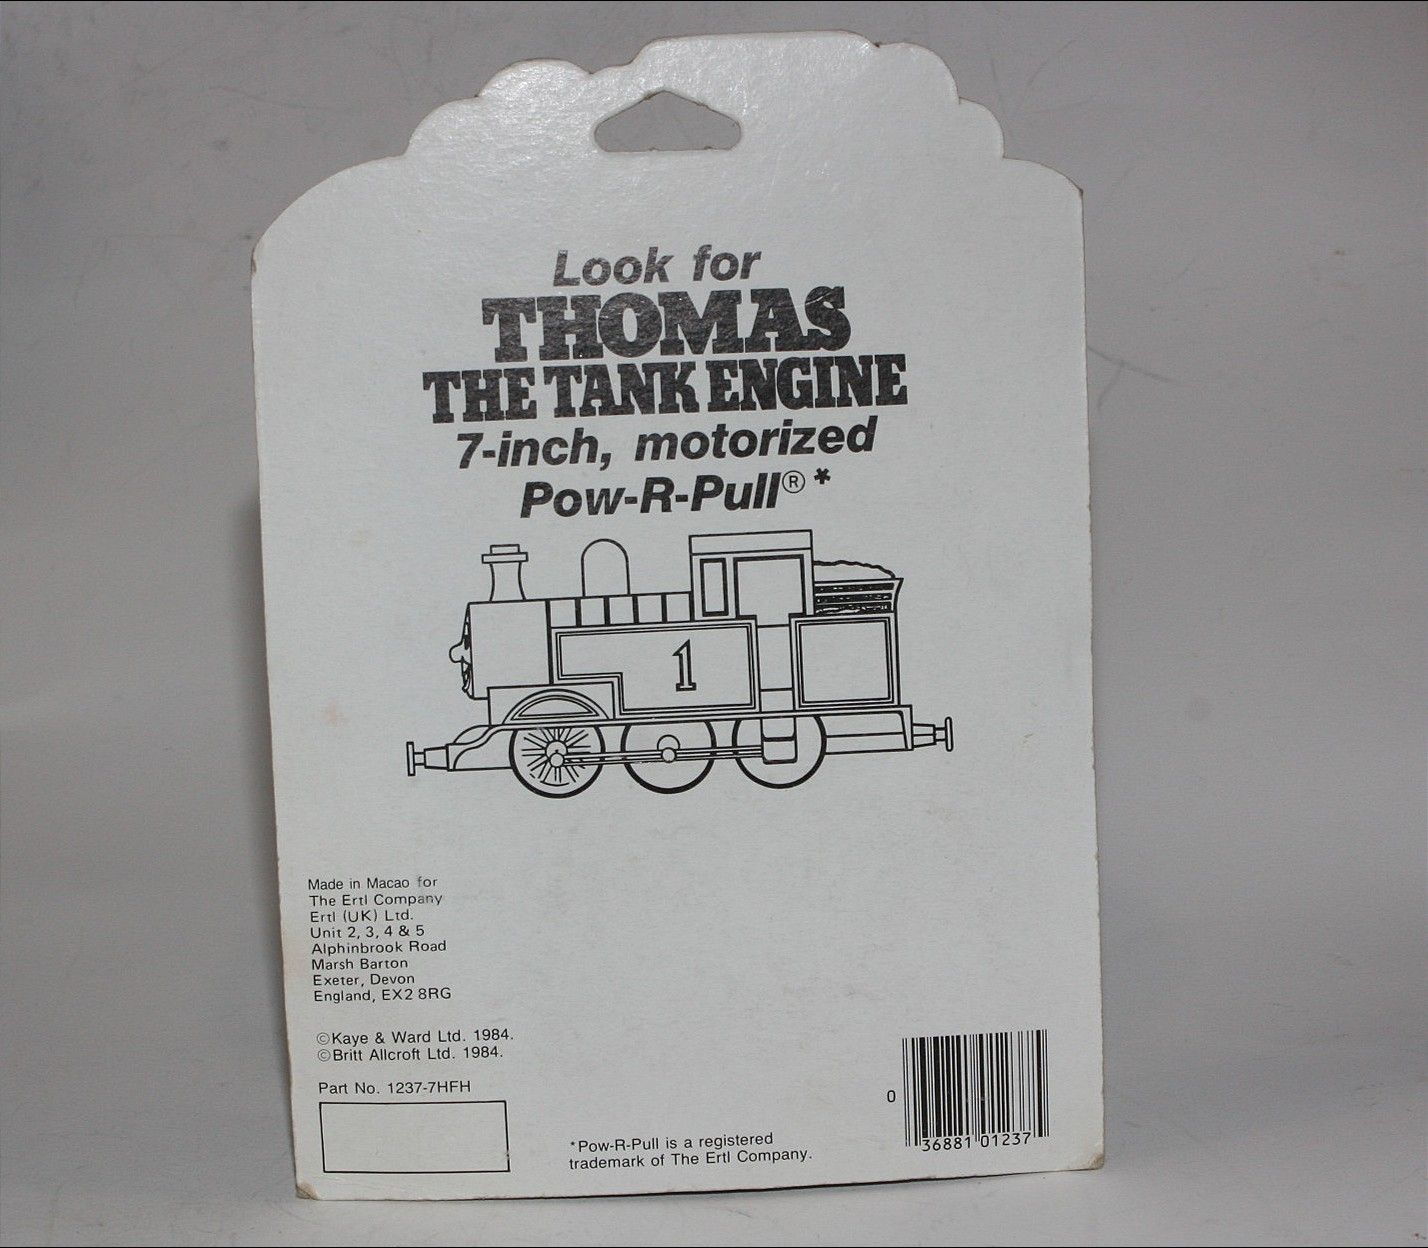 Look for
THOMAS
THE TANK ENGINE
7-inch, motorized
Pow-R-Pull®*
1
Made in Macao for
The Ertl Company
Ertl (UK) Ltd.
Unit 2, 3, 4 & 5
Alphinbrook Road
Marsh Barton
Exeter, Devon
England, EX2 8RG
©Kaye & Ward Ltd. 1984.
©Britt Allcroft Ltd. 1984.
Part No. 1237-7HFH
*Pow-R-Pull is a registered
trademark of The Ertl Company.
0 36881 01237